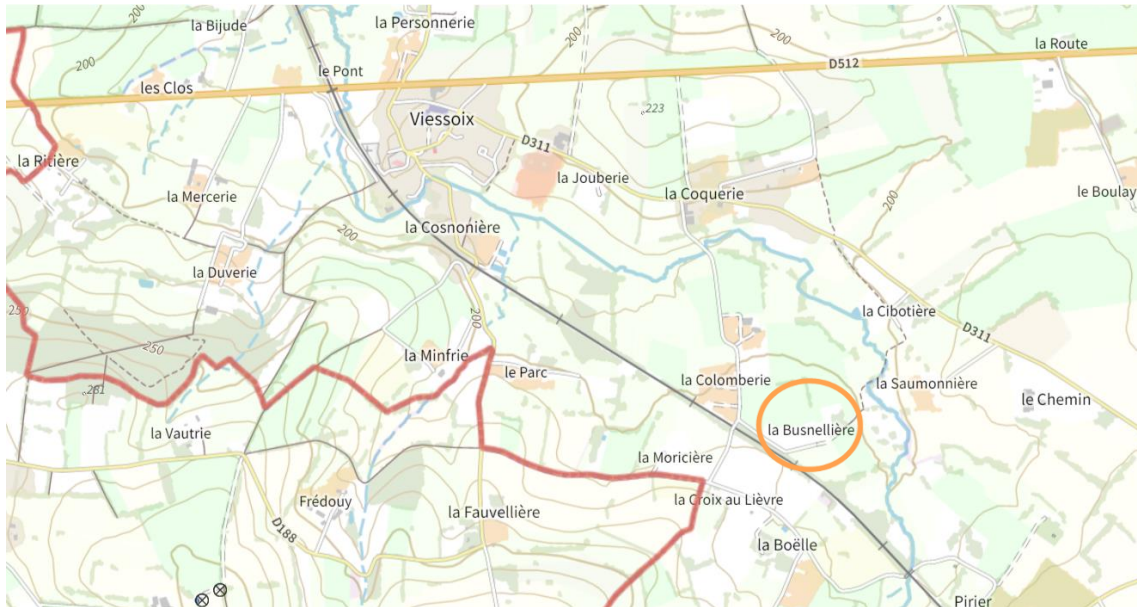 la Bijude
la Personnerie
la Route
200
200
200
le Pont
D512
les Clos
Viessoix
223
D311
la Ritière
la Jouberie
la Mercerie
la Coquerie
le Boulay
200
la Cosnonière
200
la Duverie
250
la Cibotière
200
D311
250
la Minfrie
le Parc
la Colomberie
la Saumonnière
281
le Chemin
la Vautrie
la Busnellière
la Moricière
Frédouy
la Croix au Lièvre
la Fauvellière
D188
la Boëlle
Pirier